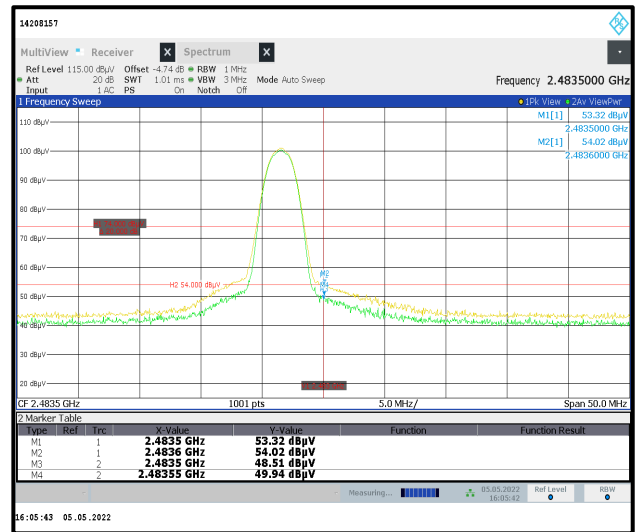 14208157
MultiView Receiver X Spectrum X
Ref Level 115.00 dBµV Offset -4.74 dB RBW 1 MHz
Att 20 dB SWT 1.01 ms VBW 3 MHz Mode Auto Sweep Frequency 2.4835000 GHz
Input 1 AC PS On Notch Off
1 Frequency Sweep 1Pk View 2Av ViewPwr
M1[1] 53.32 dBµV
2.4835000 GHz
M2[1] 54.02 dBµV
2.4836000 GHz
110 dBµV
100 dBµV
90 dBµV
80 dBµV
70 dBµV
60 dBµV
M2
H2 54.000 dBµV
M4
50 dBµV
40 dBµV
30 dBµV
20 dBµV
CF 2.4835 GHz 1001 pts 5.0 MHz/ Span 50.0 MHz
2 Marker Table
Type Ref Trc X-Value Y-Value Function Function Result
M1 1 2.4835 GHz 53.32 dBµV
M2 1 2.4836 GHz 54.02 dBµV
M3 2 2.4835 GHz 48.51 dBµV
M4 2 2.48355 GHz 49.94 dBµV
Measuring... 05.05.2022 16:05:42 Ref Level RBW
16:05:43 05.05.2022